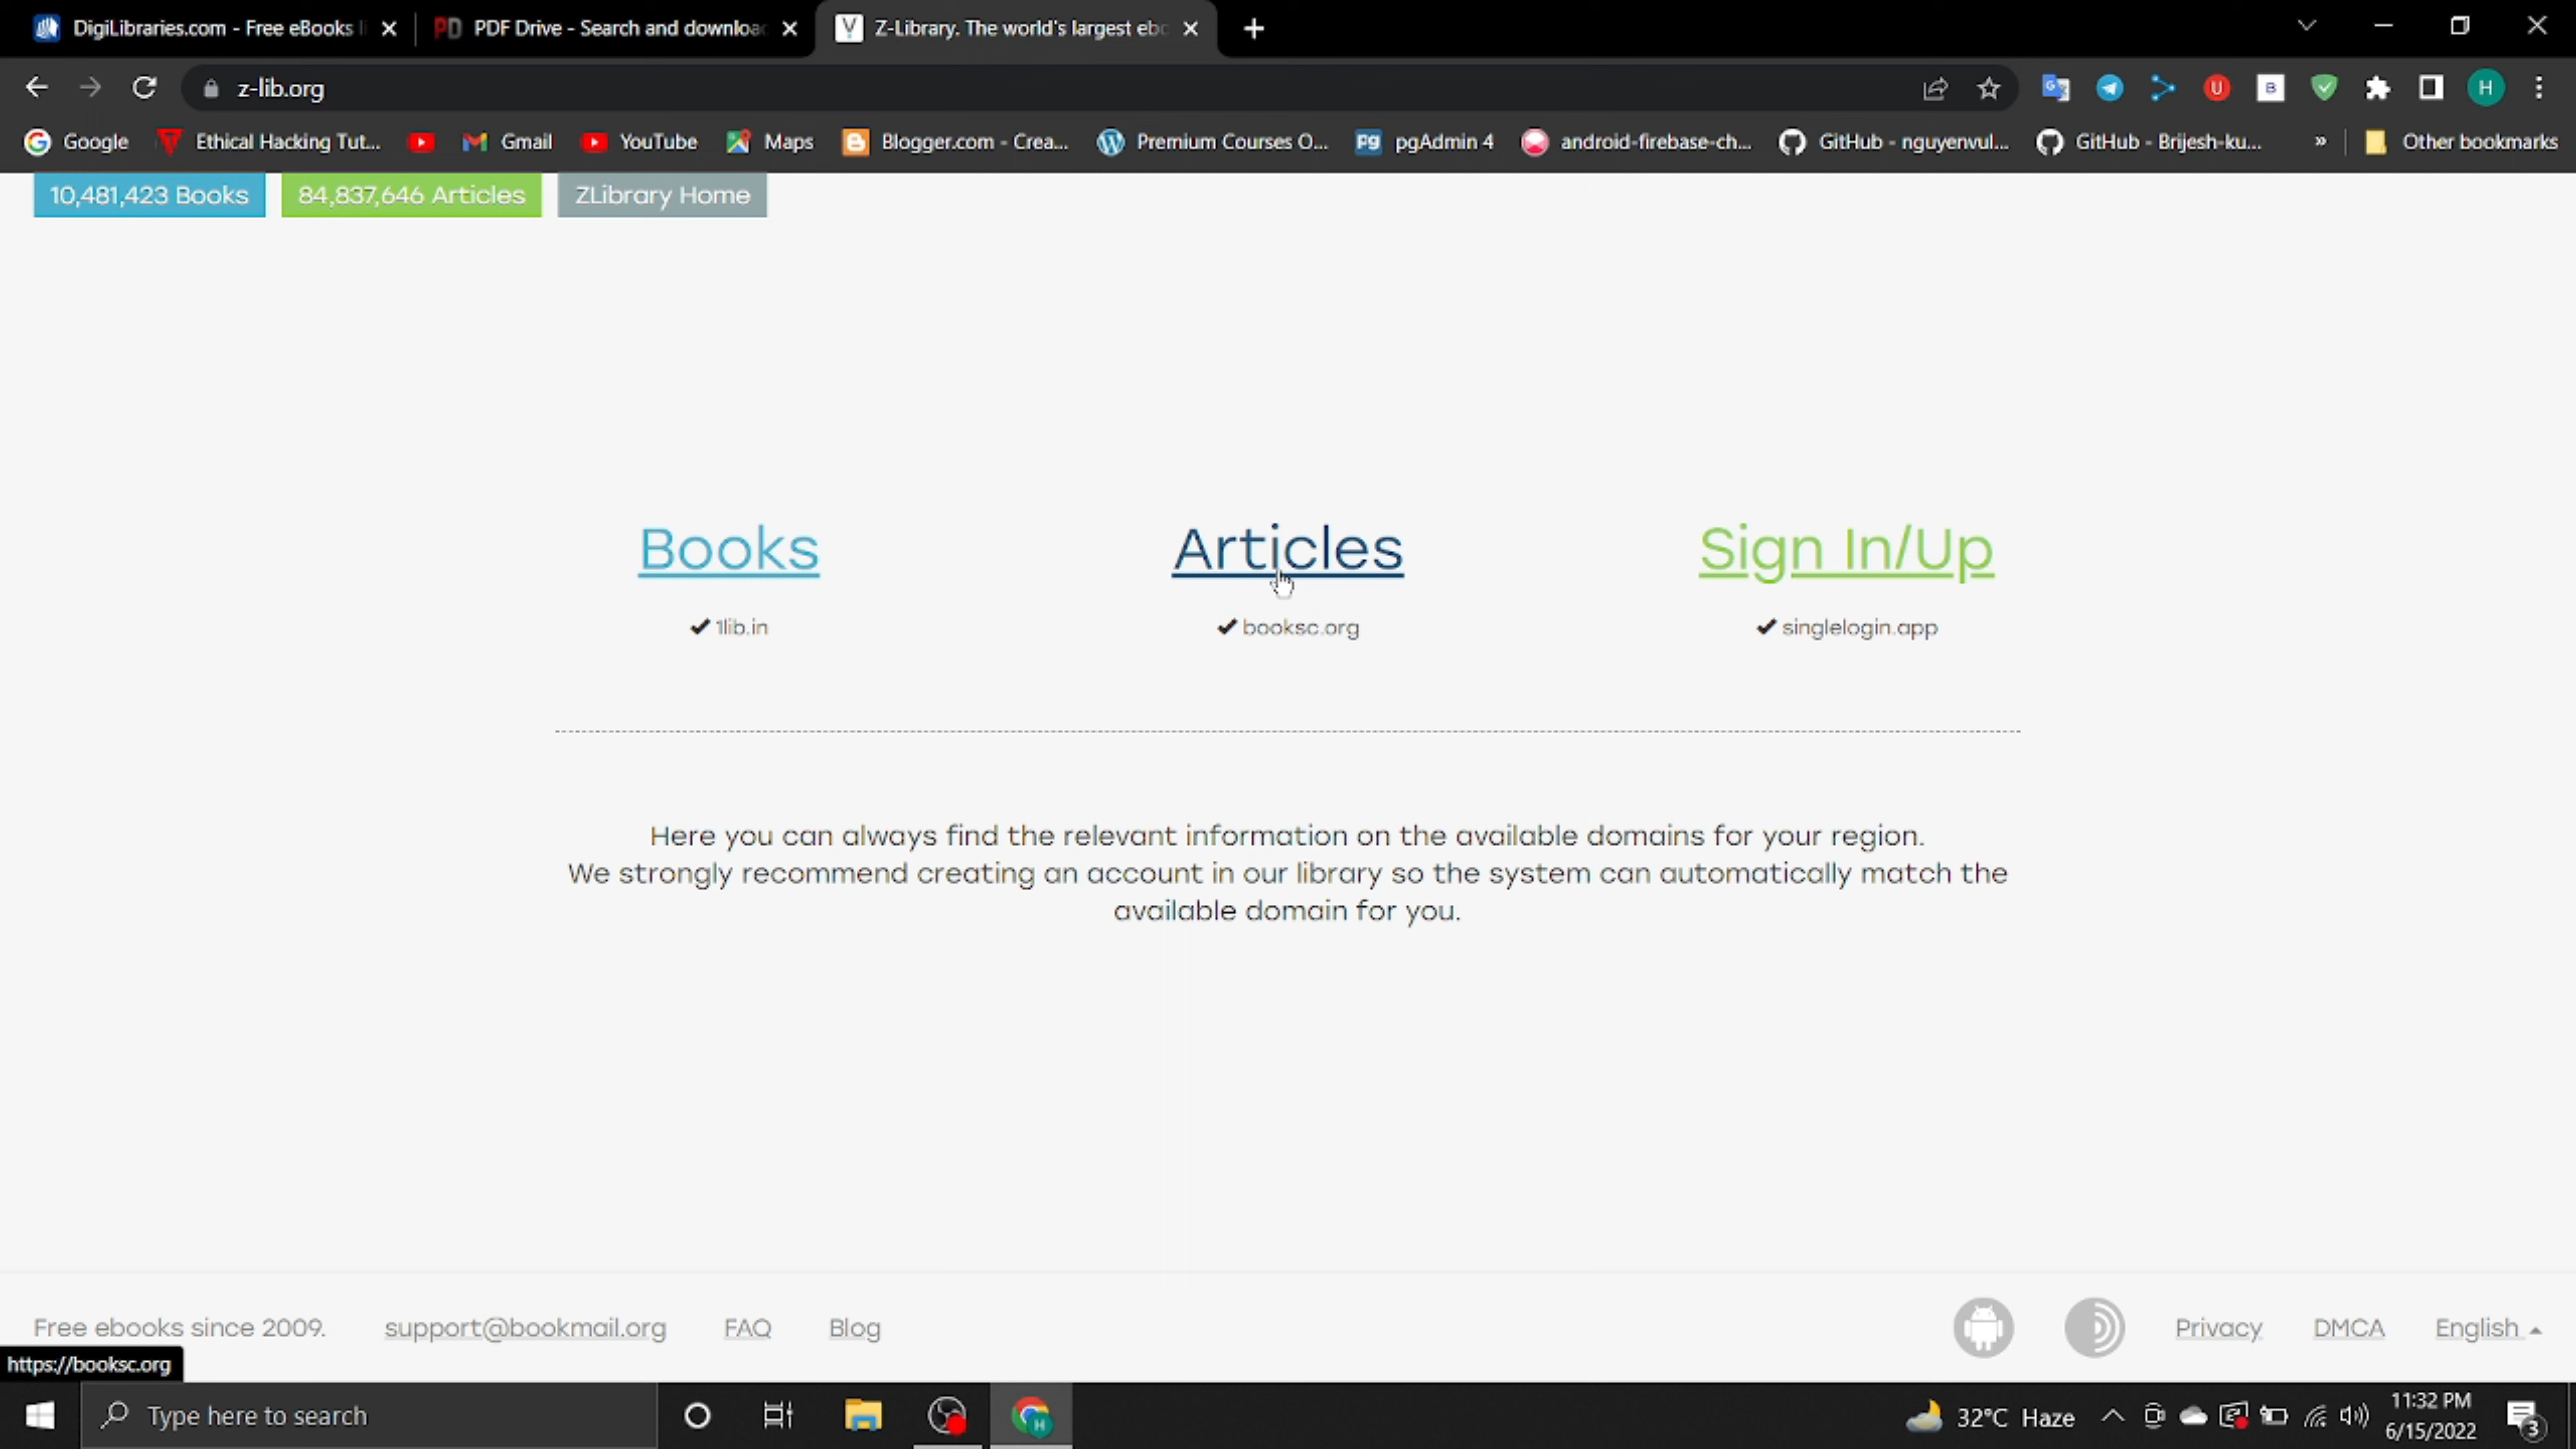 DigiLibraries.com - Free eBooks li
PDF Drive - Search and downloa
Z-Library. The world's largest ebo
z-lib.org
Google
Ethical Hacking Tut...
Gmail
YouTube
Maps
Blogger.com - Crea...
Premium Courses O...
pgAdmin 4
android-firebase-ch...
GitHub - nguyenvul...
GitHub - Brijesh-ku...
»
Other bookmarks
10,481,423 Books
84,837,646 Articles
ZLibrary Home
Books
Articles
Sign In/Up
1lib.in
booksc.org
singlelogin.app
Here you can always find the relevant information on the available domains for your region.
We strongly recommend creating an account in our library so the system can automatically match the
available domain for you.
Free ebooks since 2009.
support@bookmail.org
FAQ
Blog
Privacy
DMCA
English
https://booksc.org
Type here to search
32°C Haze
11:32 PM
6/15/2022
3